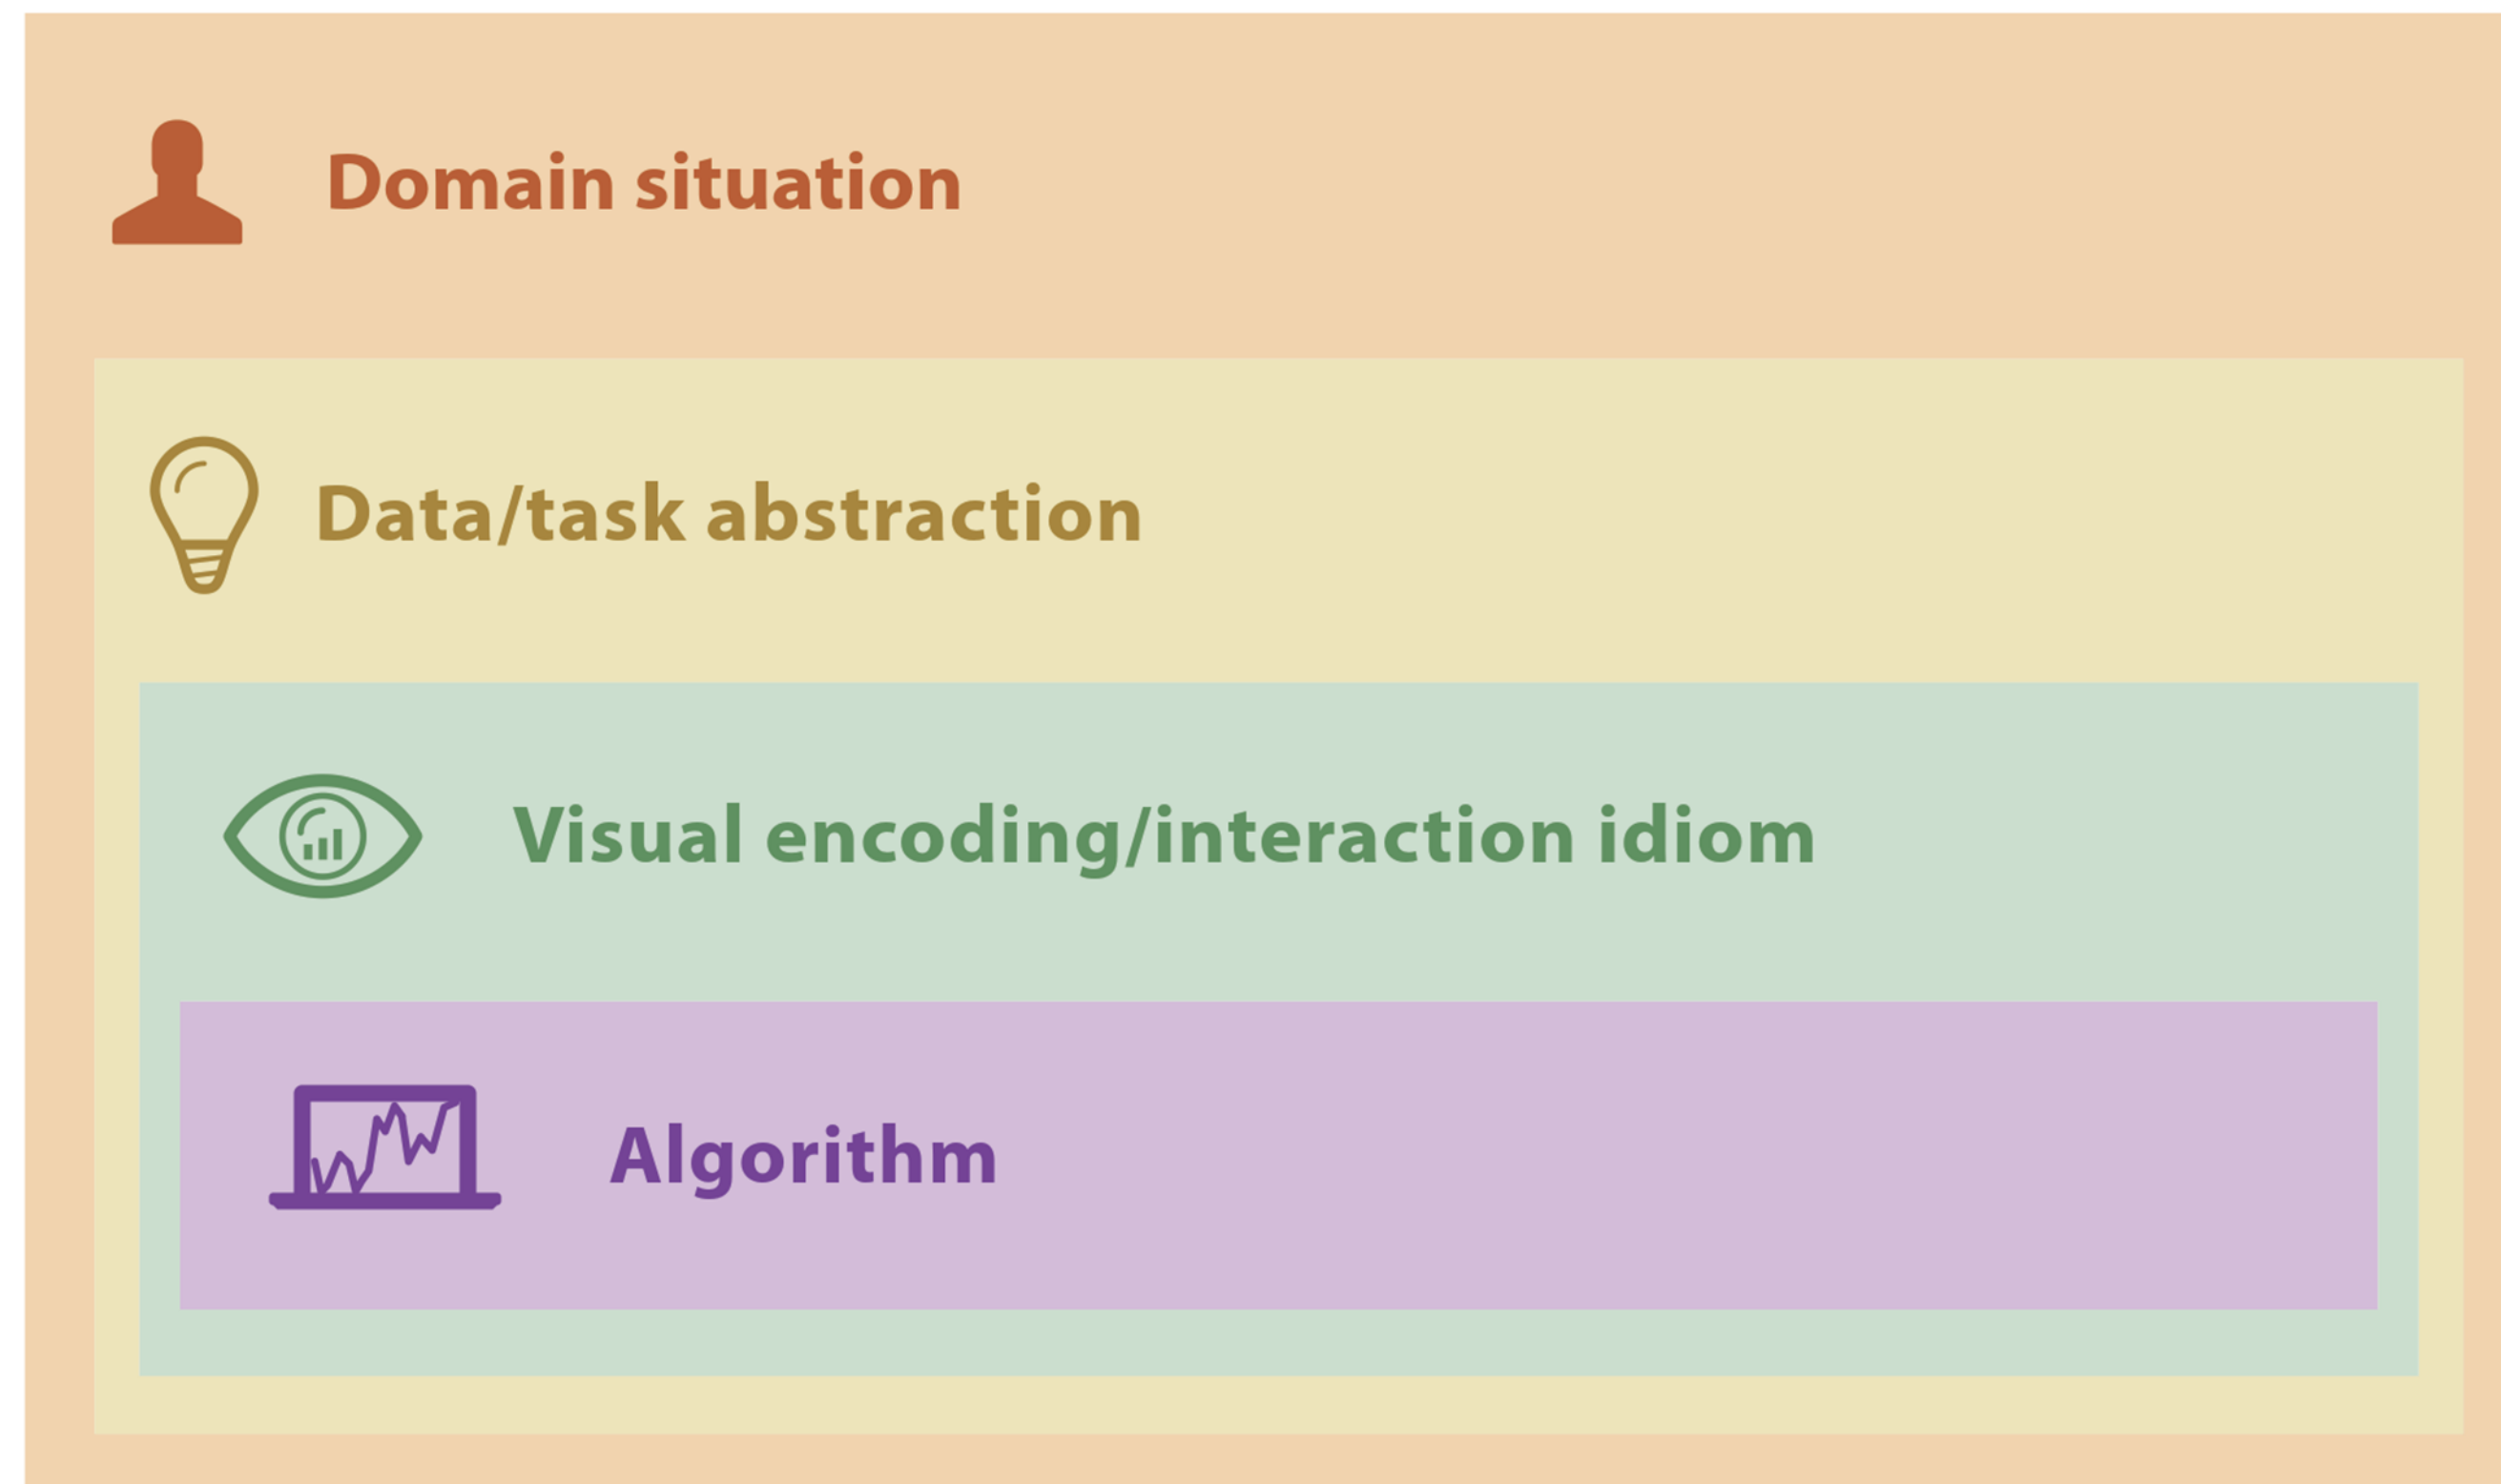 Domain situation
Data/task abstraction
Visual encoding/interaction idiom
Algorithm